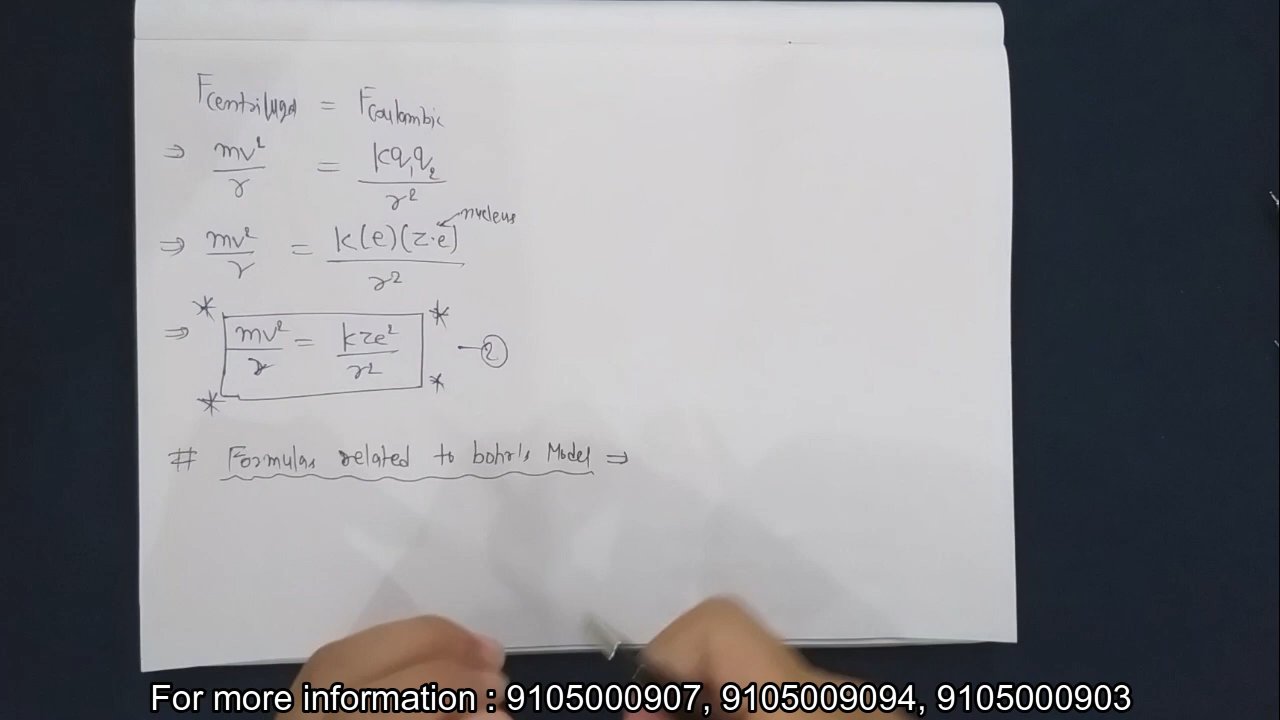 F centrifugal = F coulombic
⇒ mv²/r = kq₁q₂/r²
nucleus
⇒ mv²/r = k(e)(z·e)/r²
⇒ mv²/r = kze²/r² —②
# Formulas related to bohr's Model ⇒
For more information : 9105000907, 9105009094, 9105000903